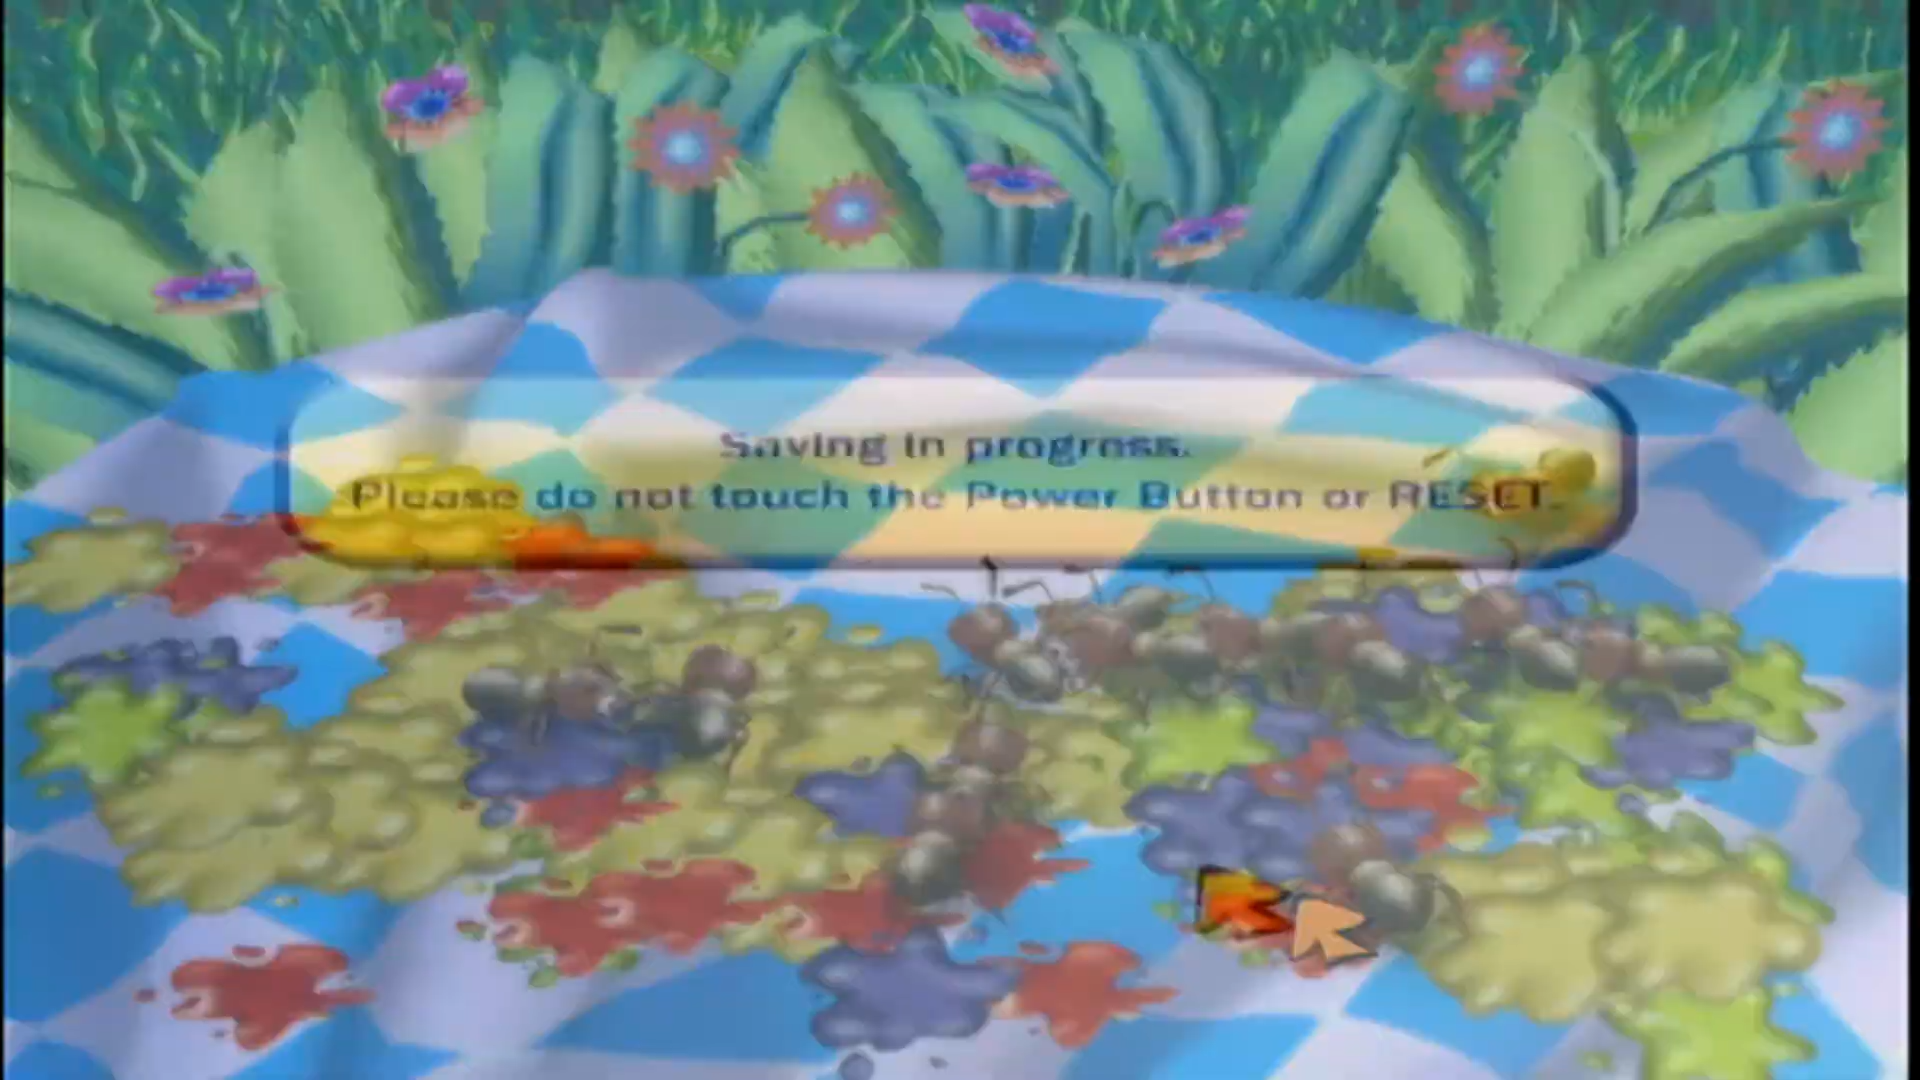 Saving in progress.
Please do not touch the Power Button or RESET.